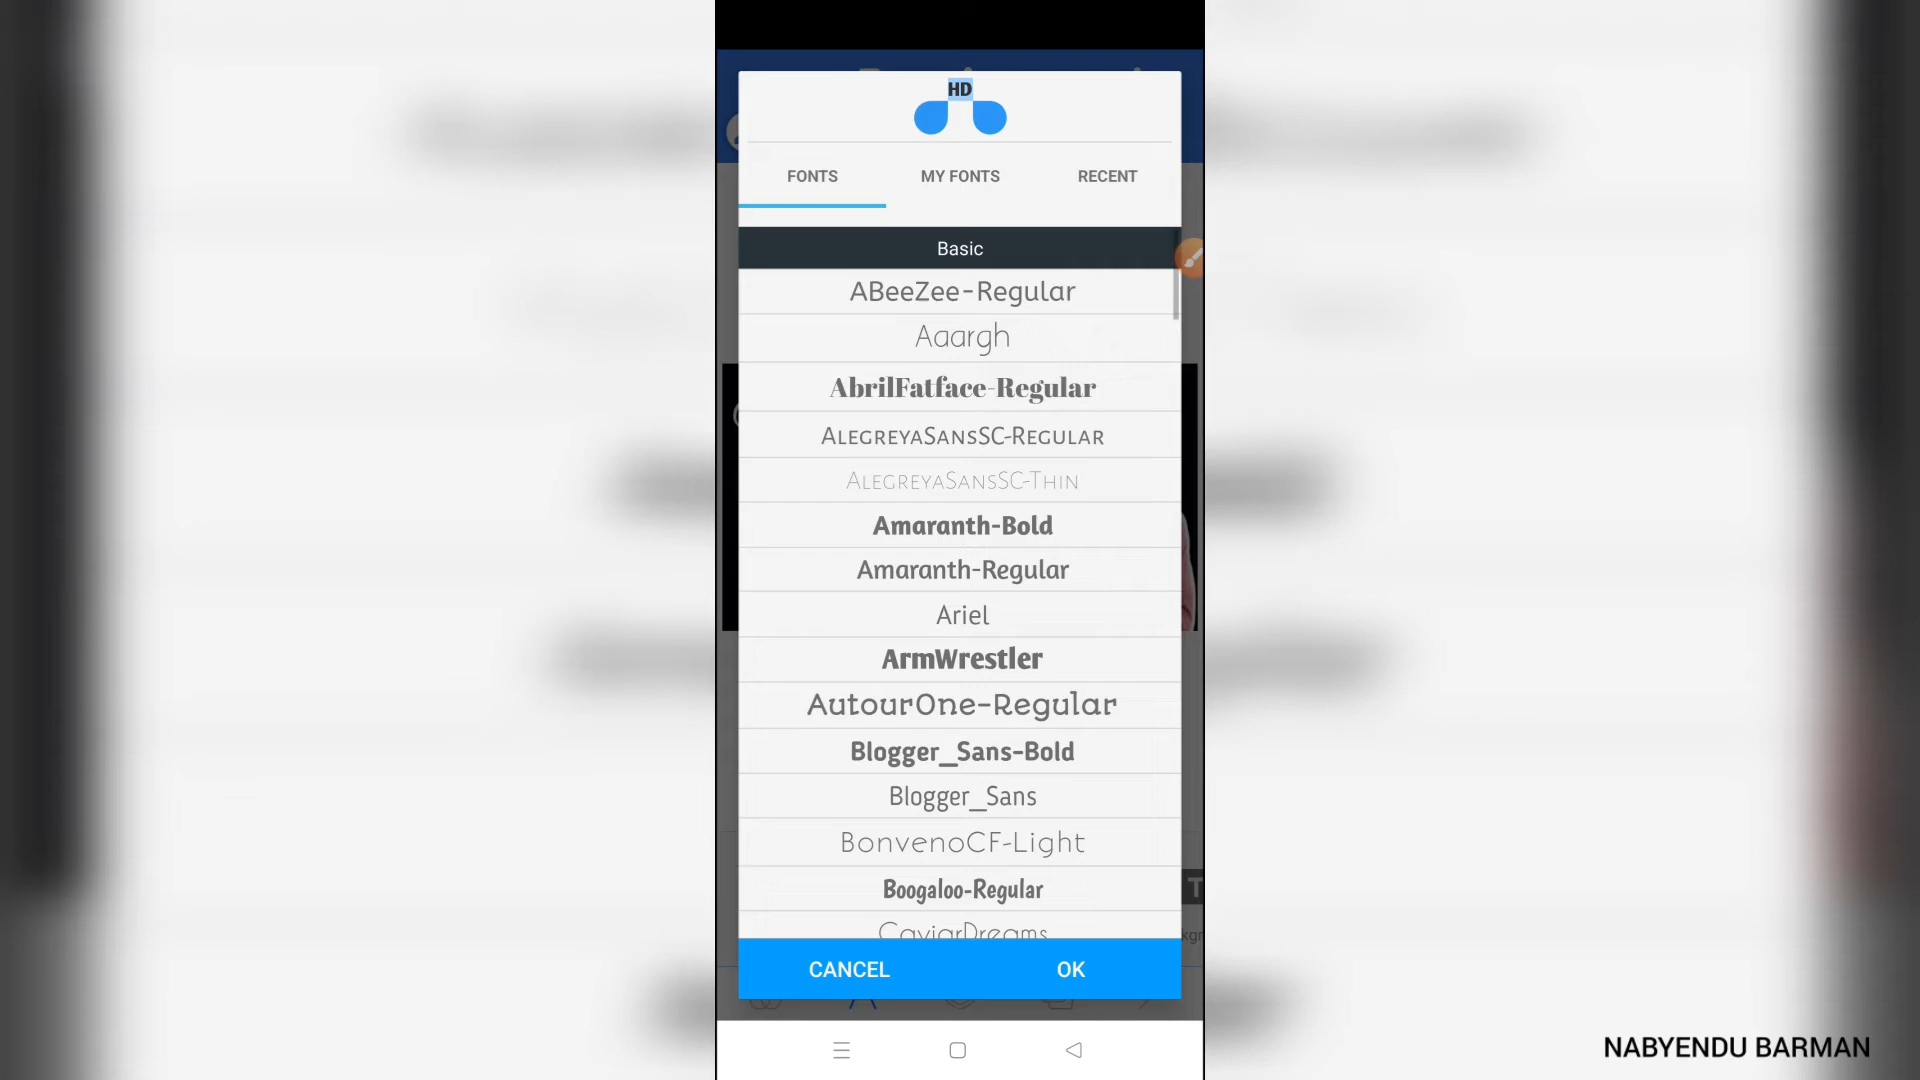 HD
FONTS
MY FONTS
RECENT
Basic
ABeeZee-Regular
Aaargh
AbrilFatface-Regular
AlegreyaSansSC-Regular
AlegreyaSansSC-Thin
Amaranth-Bold
Amaranth-Regular
Ariel
ArmWrestler
AutourOne-Regular
Blogger_Sans-Bold
Blogger_Sans
BonvenoCF-Light
Boogaloo-Regular
CaviarDreams
CANCEL
OK
NABYENDU BARMAN